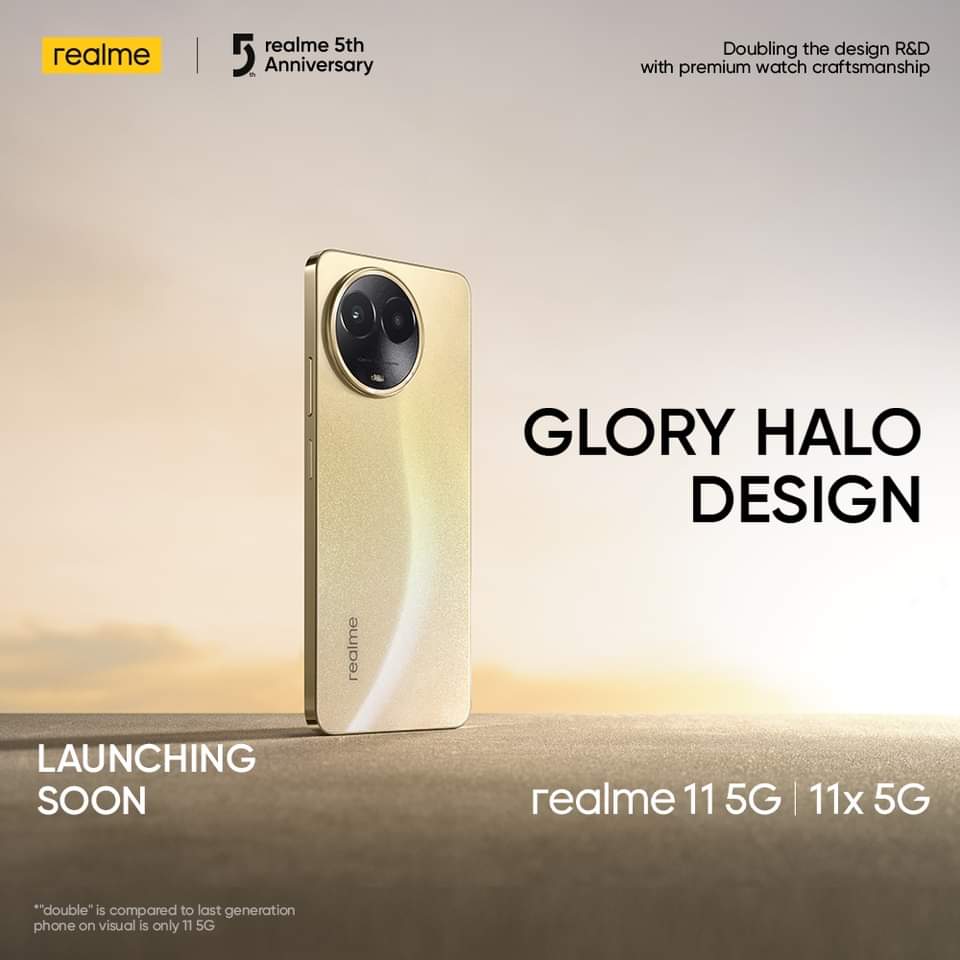 realme
5th
realme 5th
Anniversary
Doubling the design R&D
with premium watch craftsmanship
GLORY HALO
DESIGN
realme
LAUNCHING
SOON
realme 11 5G | 11x 5G
*"double" is compared to last generation
phone on visual is only 11 5G